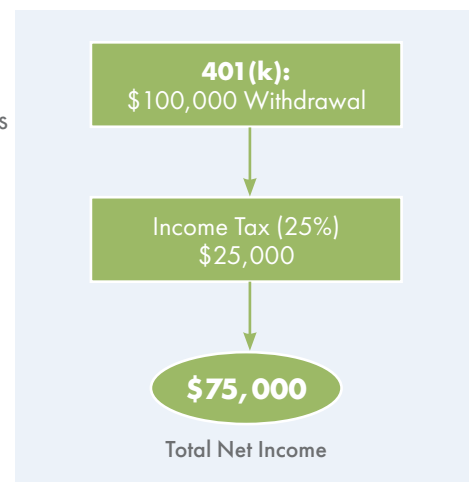 401(k):
$100,000 Withdrawal
s
Income Tax (25%)
$25,000
$75,000
Total Net Income